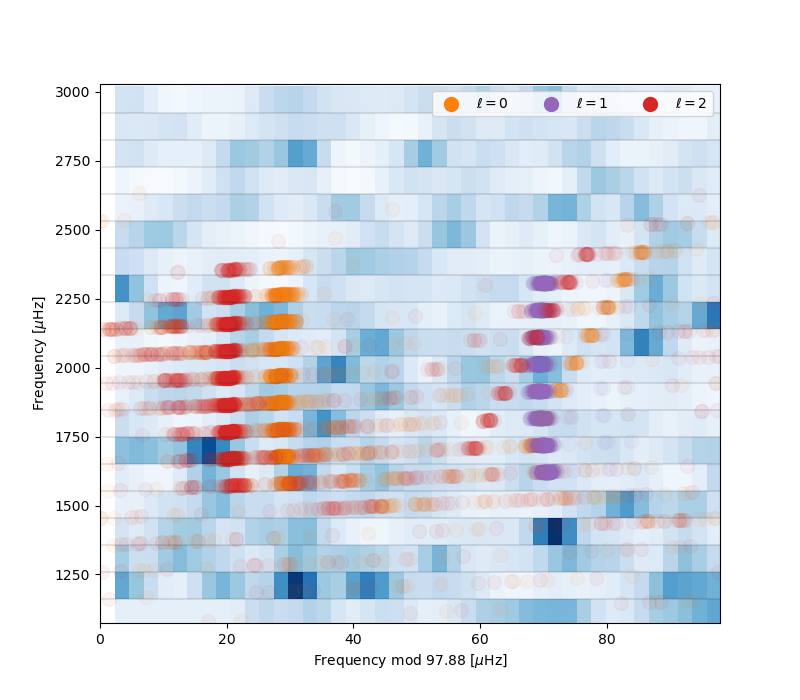 3000
ℓ = 0 ℓ = 1 ℓ = 2
2750
2500
2250
2000
1750
1500
1250
Frequency [μHz]
0 20 40 60 80
Frequency mod 97.88 [μHz]